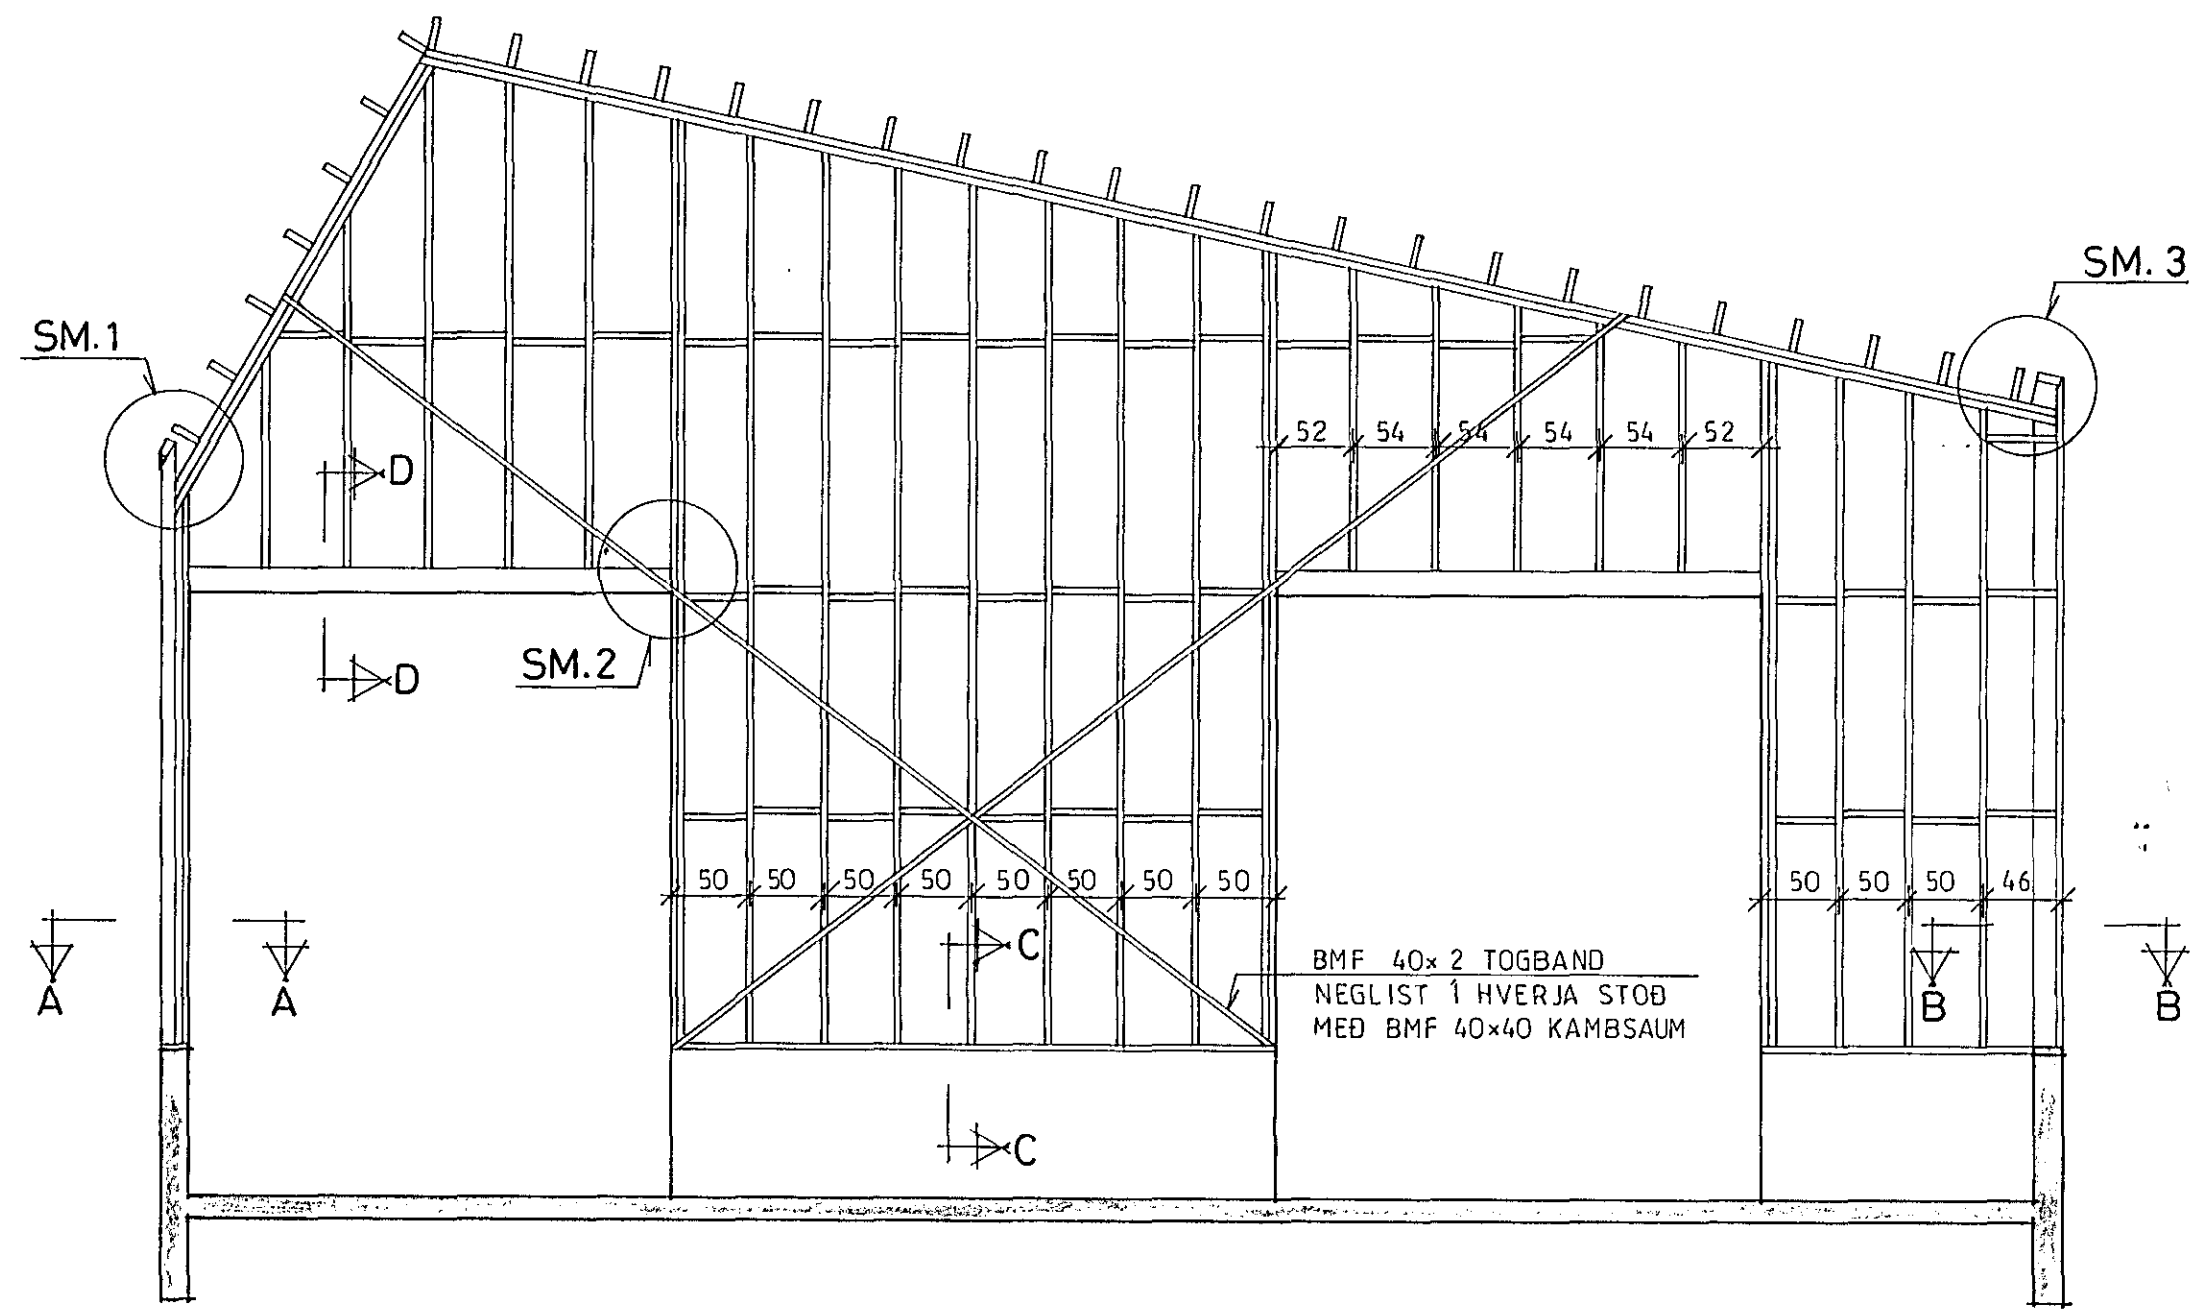 SM. 3
SM.1
52 54 54 54 54 52
D
SM.2
D
50 50 50 50 50 50 50 50
50 50 50 46
C
BMF 40×2 TOGBAND
NEGLIST Í HVERJA STOÐ
MEÐ BMF 40×40 KAMBSAUM
A
A
B
B
C